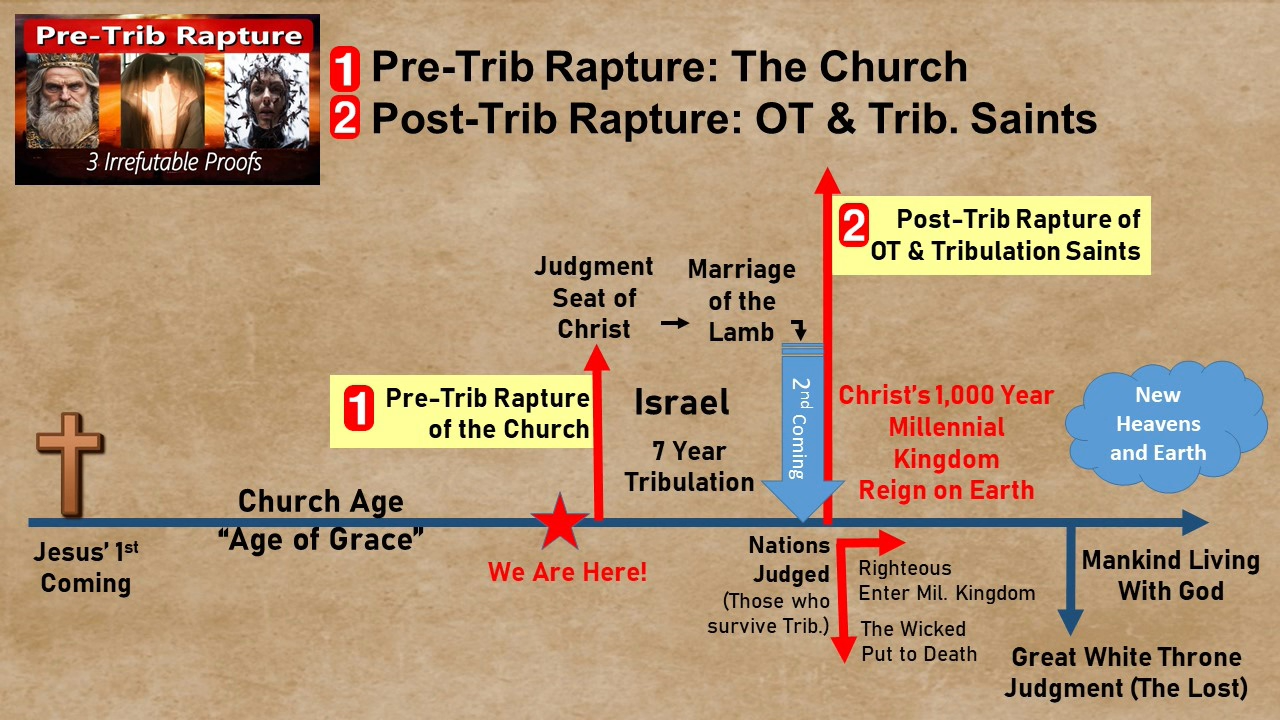 Pre-Trib Rapture
3 Irrefutable Proofs
1 Pre-Trib Rapture: The Church
2 Post-Trib Rapture: OT & Trib. Saints
2 Post-Trib Rapture of
OT & Tribulation Saints
Judgment
Seat of
Christ
Marriage
of the
Lamb
1 Pre-Trib Rapture
of the Church
Israel
7 Year
Tribulation
2nd Coming
Christ's 1,000 Year
Millennial
Kingdom
Reign on Earth
New
Heavens
and Earth
Church Age
“Age of Grace”
Jesus’ 1st
Coming
We Are Here!
Nations
Judged
(Those who
survive Trib.)
Righteous
Enter Mil. Kingdom
The Wicked
Put to Death
Mankind Living
With God
Great White Throne
Judgment (The Lost)